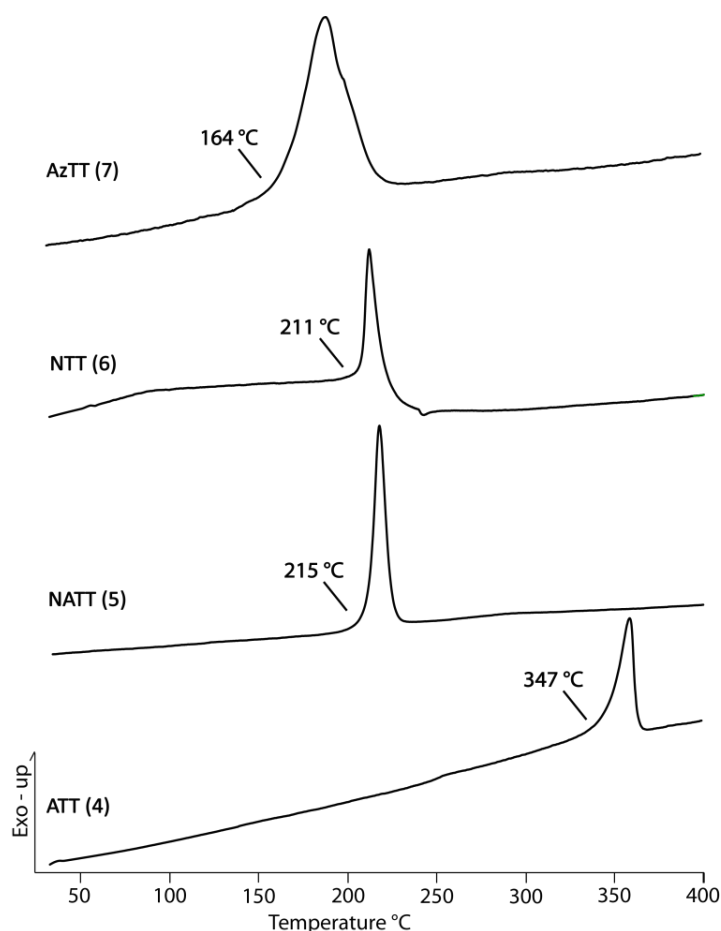 164 °C
AzTT (7)
211 °C
NTT (6)
215 °C
NATT (5)
347 °C
ATT (4)
Exo - up
50 100 150 200 250 300 350 400
Temperature °C